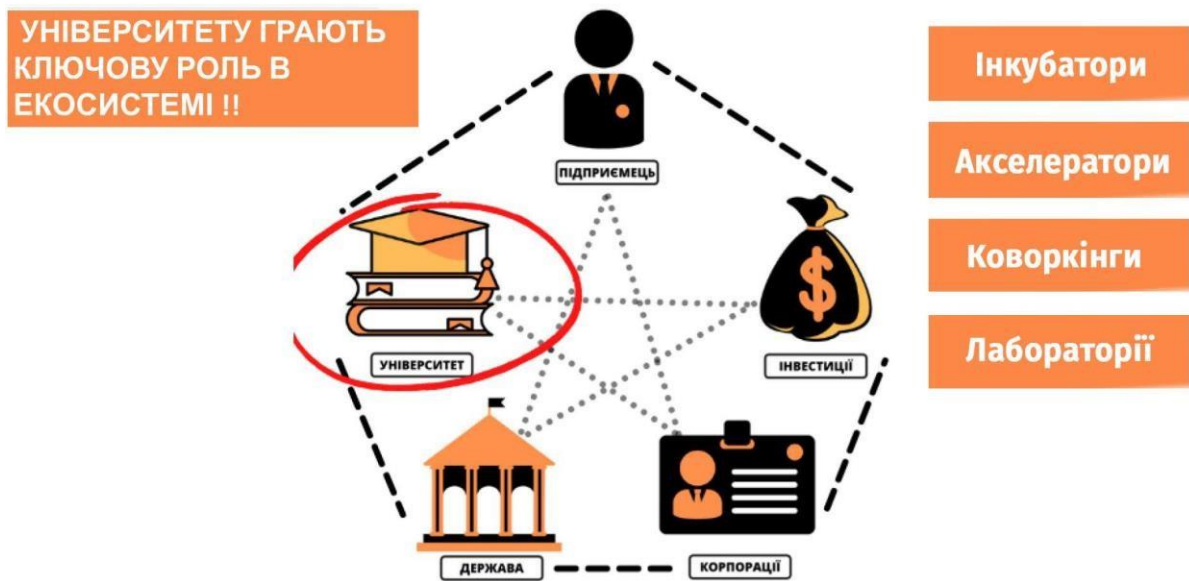 УНІВЕРСИТЕТУ ГРАЮТЬ
КЛЮЧОВУ РОЛЬ В
ЕКОСИСТЕМІ !!
ПІДПРИЄМЕЦЬ
УНІВЕРСИТЕТ
ІНВЕСТИЦІЇ
ДЕРЖАВА
КОРПОРАЦІЇ
Інкубатори
Акселератори
Коворкінги
Лабораторії